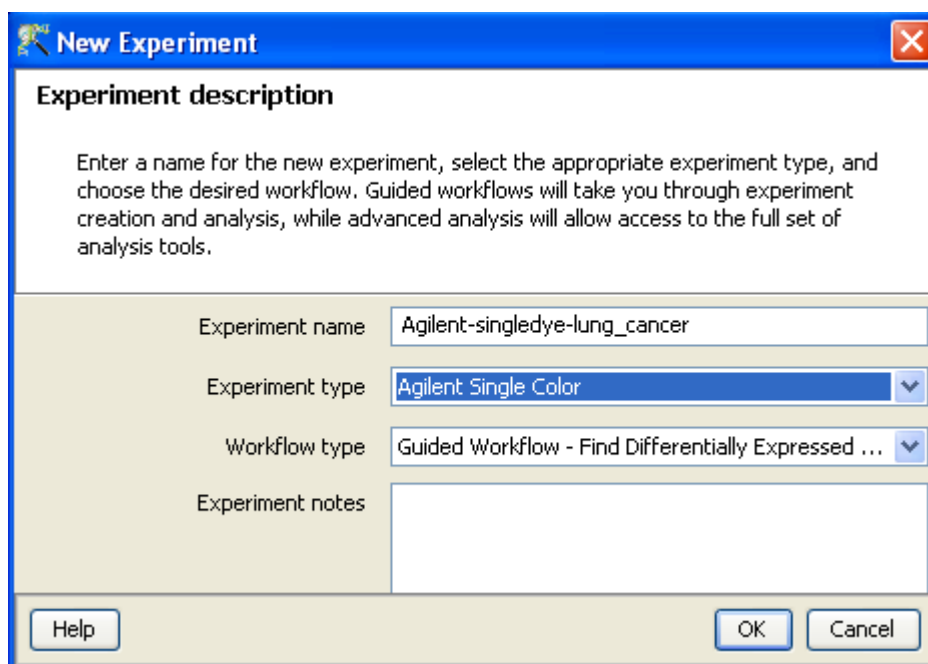 New Experiment
Experiment description
Enter a name for the new experiment, select the appropriate experiment type, and
choose the desired workflow. Guided workflows will take you through experiment
creation and analysis, while advanced analysis will allow access to the full set of
analysis tools.
Experiment name Agilent-singledye-lung_cancer
Experiment type Agilent Single Color
Workflow type Guided Workflow - Find Differentially Expressed ...
Experiment notes
Help OK Cancel